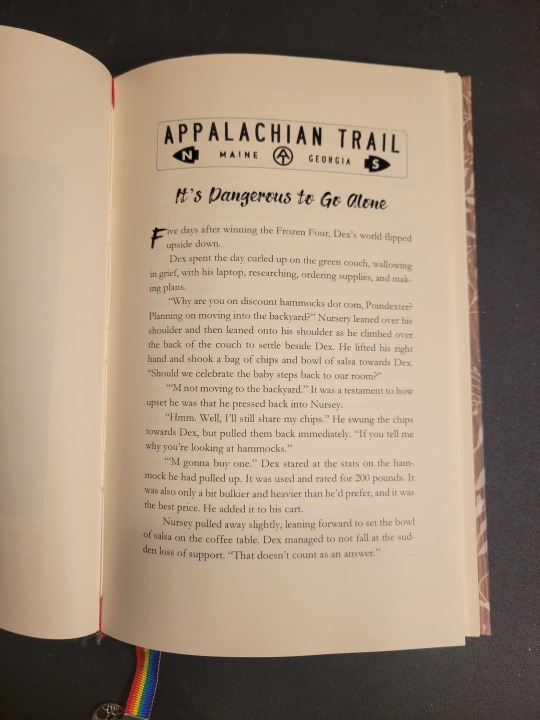 APPALACHIAN TRAIL
N MAINE GEORGIA S
It's Dangerous to Go Alone
Five days after winning the Frozen Four, Dex's world flipped
upside down.
Dex spent the day curled up on the green couch, wallowing
in grief, with his laptop, researching, ordering supplies, and mak-
ing plans.
"Why are you on discount hammocks dot com, Poindexter?
Planning on moving into the backyard?" Nursery leaned over his
shoulder and then leaned onto his shoulder as he climbed over
the back of the couch to settle beside Dex. He lifted his right
hand and shook a bag of chips and bowl of salsa towards Dex.
"Should we celebrate the baby steps back to our room?"
"'M not moving to the backyard." It was a testament to how
upset he was that he pressed back into Nursey.
"Hmm. Well, I'll still share my chips." He swung the chips
towards Dex, but pulled them back immediately. "If you tell me
why you're looking at hammocks."
"'M gonna buy one." Dex stared at the stats on the ham-
mock he had pulled up. It was used and rated for 200 pounds. It
was also only a bit bulkier and heavier than he'd prefer, and it was
the best price. He added it to his cart.
Nursey pulled away slightly, leaning forward to set the bowl
of salsa on the coffee table. Dex managed to not fall at the sud-
den loss of support. "That doesn't count as an answer."